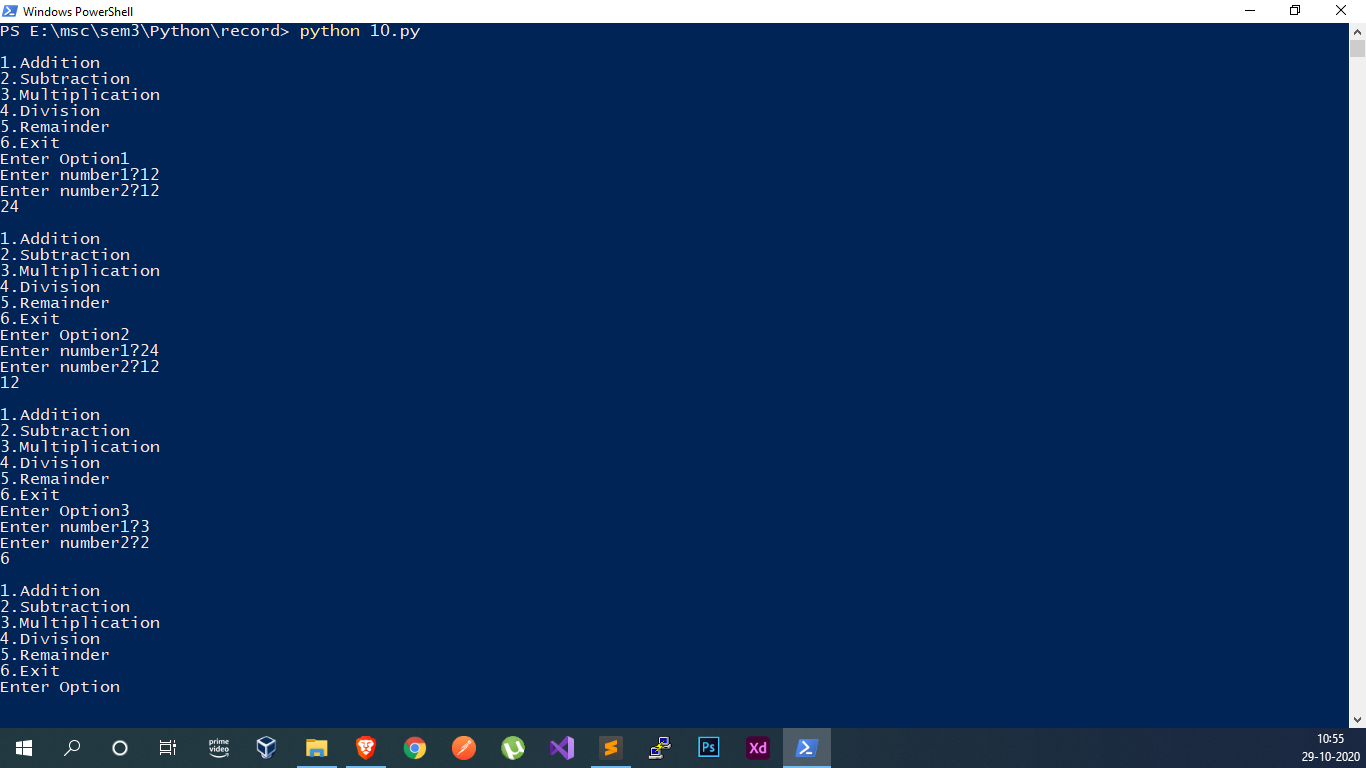 Windows PowerShell
PS E:\msc\sem3\Python\record> python 10.py
1.Addition
2.Subtraction
3.Multiplication
4.Division
5.Remainder
6.Exit
Enter Option1
Enter number1?12
Enter number2?12
24
1.Addition
2.Subtraction
3.Multiplication
4.Division
5.Remainder
6.Exit
Enter Option2
Enter number1?24
Enter number2?12
12
1.Addition
2.Subtraction
3.Multiplication
4.Division
5.Remainder
6.Exit
Enter Option3
Enter number1?3
Enter number2?2
6
1.Addition
2.Subtraction
3.Multiplication
4.Division
5.Remainder
6.Exit
Enter Option
prime
video
Ps
Xd
10:55
29-10-2020